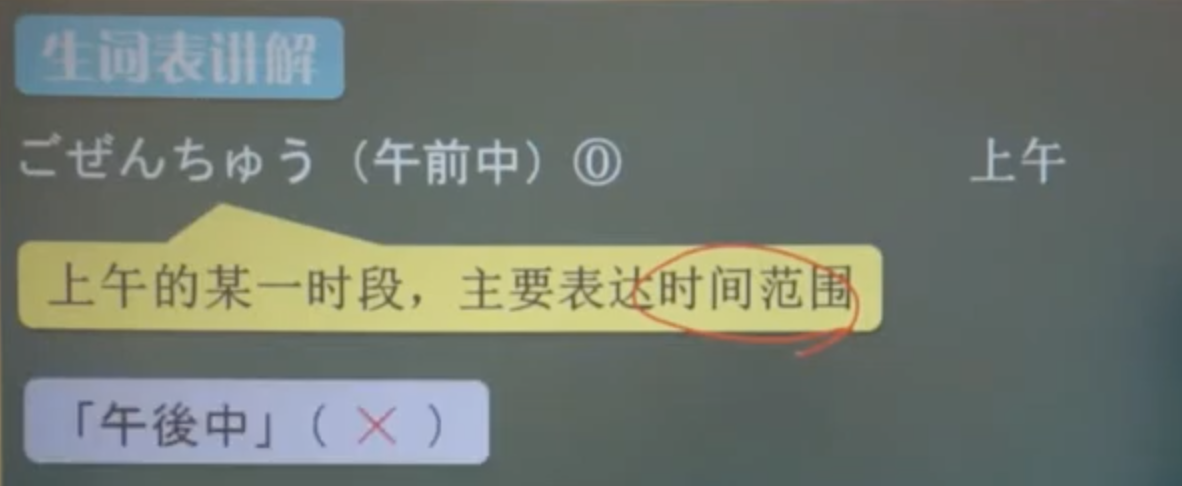 生词表讲解
ごぜんちゅう（午前中）⓪ 上午
上午的某一时段，主要表达时间范围
「午後中」（ × ）